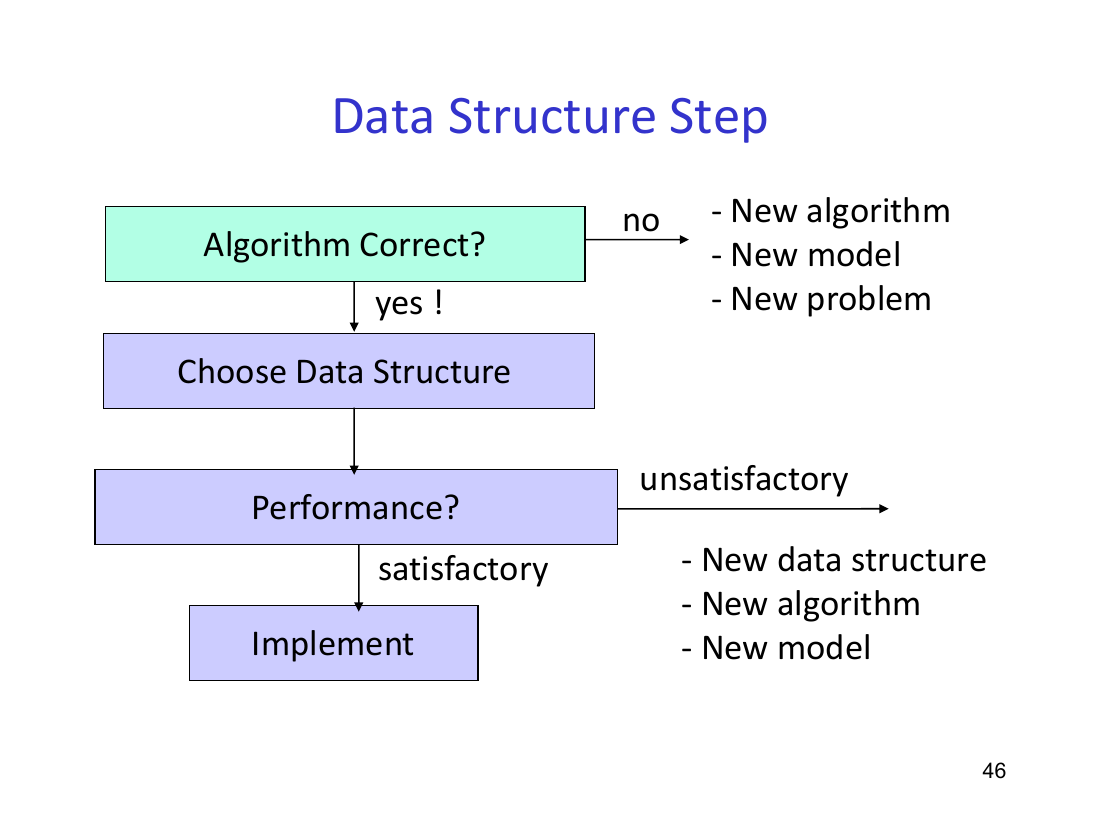 Data Structure Step
Algorithm Correct?
no
- New algorithm
- New model
- New problem
yes !
Choose Data Structure
Performance?
unsatisfactory
- New data structure
- New algorithm
- New model
satisfactory
Implement
46